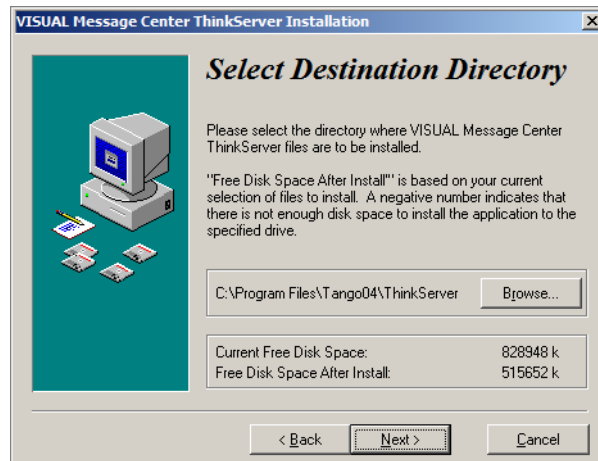 VISUAL Message Center ThinkServer Installation
Select Destination Directory
Please select the directory where VISUAL Message Center
ThinkServer files are to be installed.
"Free Disk Space After Install"' is based on your current
selection of files to install. A negative number indicates that
there is not enough disk space to install the application to the
specified drive.
C:\Program Files\Tango04\ThinkServer Browse...
Current Free Disk Space: 828948 k
Free Disk Space After Install: 515652 k
< Back Next > Cancel